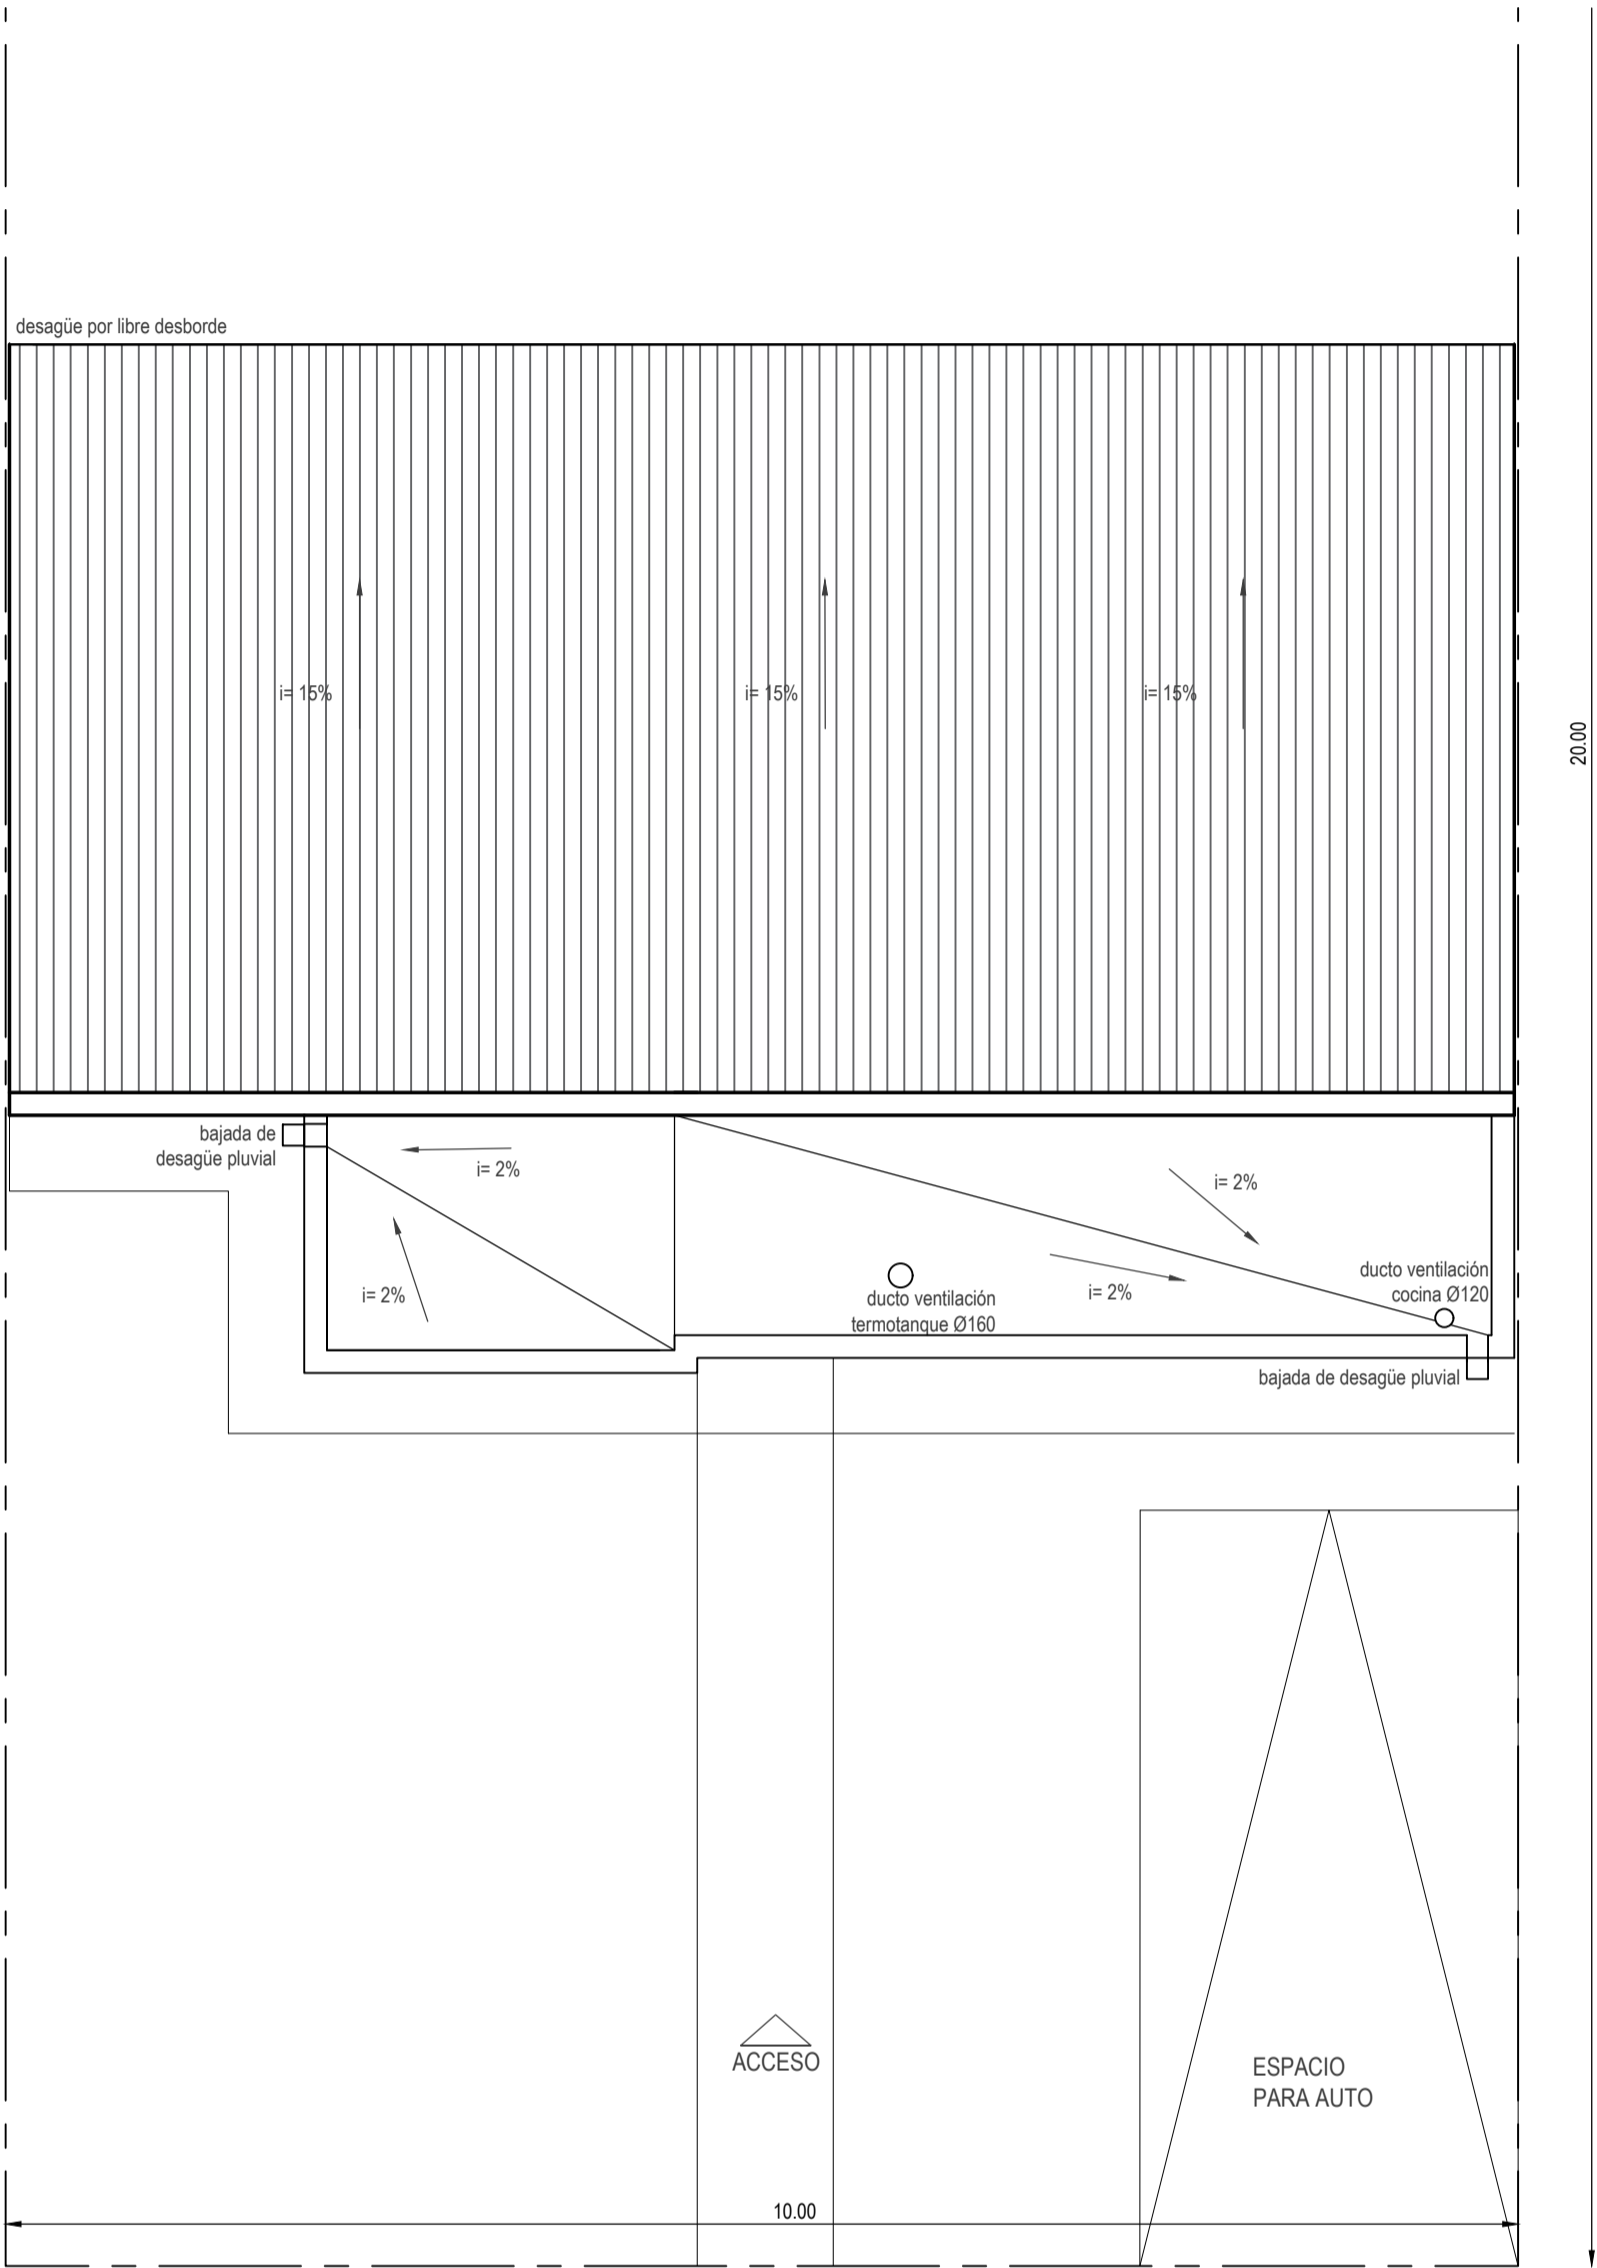 desagüe por libre desborde
i= 15%
i= 15%
i= 15%
20.00
bajada de
desagüe pluvial
i= 2%
i= 2%
i= 2%
i= 2%
ducto ventilación
cocina Ø120
ducto ventilación
termotanque Ø160
bajada de desagüe pluvial
ACCESO
ESPACIO
PARA AUTO
10.00